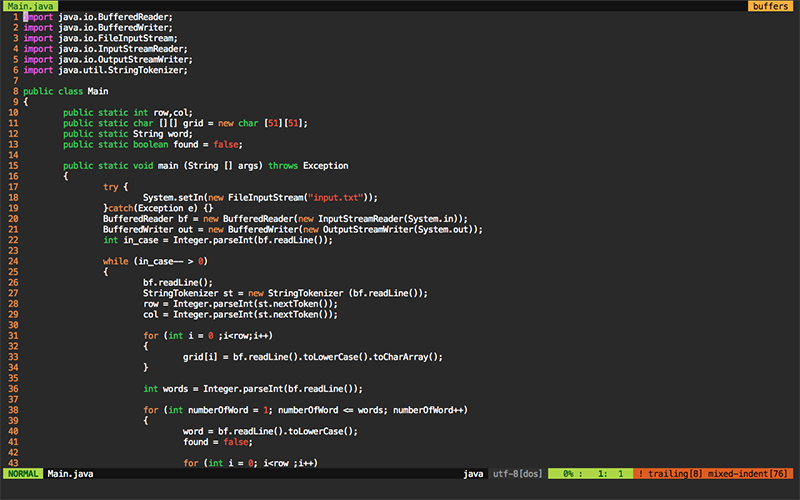 Main.java buffers
1 import java.io.BufferedReader;
2 import java.io.BufferedWriter;
3 import java.io.FileInputStream;
4 import java.io.InputStreamReader;
5 import java.io.OutputStreamWriter;
6 import java.util.StringTokenizer;
7
8 public class Main
9 {
10 public static int row,col;
11 public static char [][] grid = new char [51][51];
12 public static String word;
13 public static boolean found = false;
14
15 public static void main (String [] args) throws Exception
16 {
17 try {
18 System.setIn(new FileInputStream("input.txt"));
19 }catch(Exception e) {}
20 BufferedReader bf = new BufferedReader(new InputStreamReader(System.in));
21 BufferedWriter out = new BufferedWriter(new OutputStreamWriter(System.out));
22 int in_case = Integer.parseInt(bf.readLine());
23
24 while (in_case-- > 0)
25 {
26 bf.readLine();
27 StringTokenizer st = new StringTokenizer (bf.readLine());
28 row = Integer.parseInt(st.nextToken());
29 col = Integer.parseInt(st.nextToken());
30
31 for (int i = 0 ;i<row;i++)
32 {
33 grid[i] = bf.readLine().toLowerCase().toCharArray();
34 }
35
36 int words = Integer.parseInt(bf.readLine());
37
38 for (int numberOfWord = 1; numberOfWord <= words; numberOfWord++)
39 {
40 word = bf.readLine().toLowerCase();
41 found = false;
42
43 for (int i = 0; i<row ;i++)
NORMAL Main.java java utf-8[dos] 0% : 1: 1 ! trailing[8] mixed-indent[76]